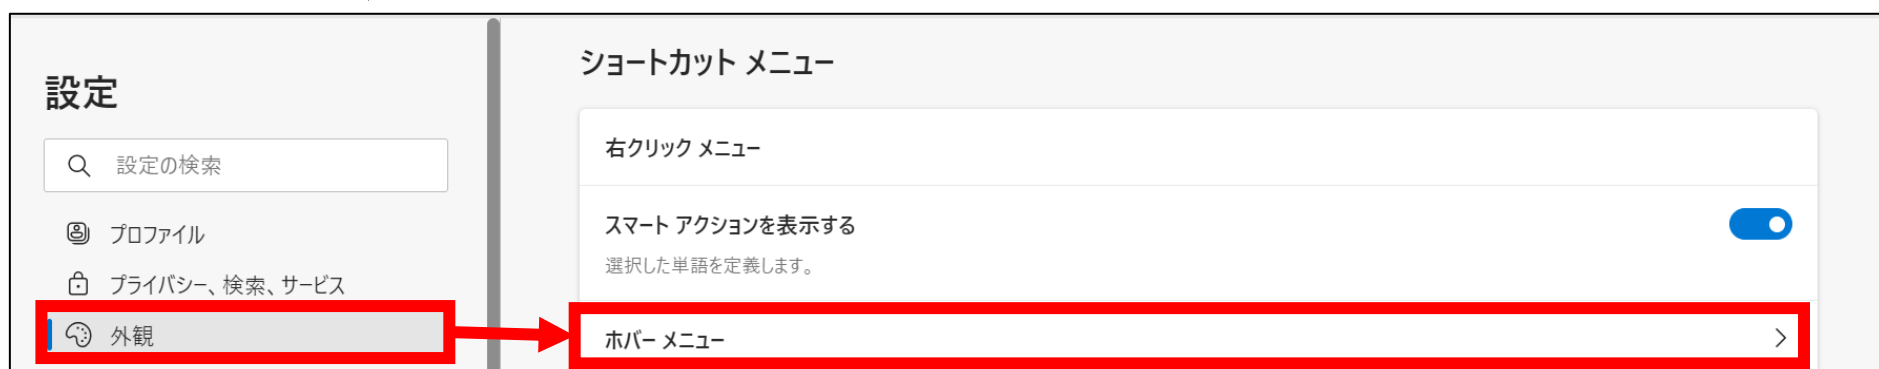 設定
設定の検索
プロファイル
プライバシー、検索、サービス
外観
ショートカット メニュー
右クリック メニュー
スマート アクションを表示する
選択した単語を定義します。
ホバー メニュー